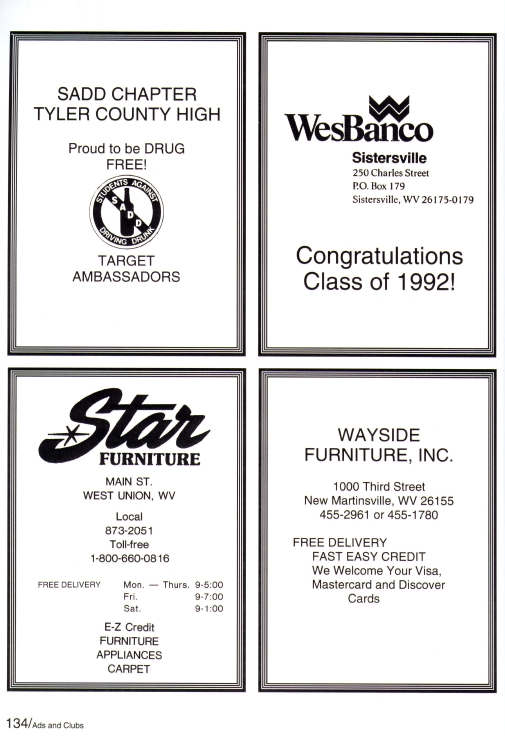 SADD CHAPTER
TYLER COUNTY HIGH
Proud to be DRUG
FREE!
STUDENTS AGAINST
SADD
DRIVING DRUNK
TARGET
AMBASSADORS
WesBanco
Sistersville
250 Charles Street
P.O. Box 179
Sistersville, WV 26175-0179
Congratulations
Class of 1992!
Star
FURNITURE
MAIN ST.
WEST UNION, WV
Local
873-2051
Toll-free
1-800-660-0816
FREE DELIVERY Mon. — Thurs. 9-5:00
Fri. 9-7:00
Sat. 9-1:00
E-Z Credit
FURNITURE
APPLIANCES
CARPET
WAYSIDE
FURNITURE, INC.
1000 Third Street
New Martinsville, WV 26155
455-2961 or 455-1780
FREE DELIVERY
FAST EASY CREDIT
We Welcome Your Visa,
Mastercard and Discover
Cards
134/Ads and Clubs